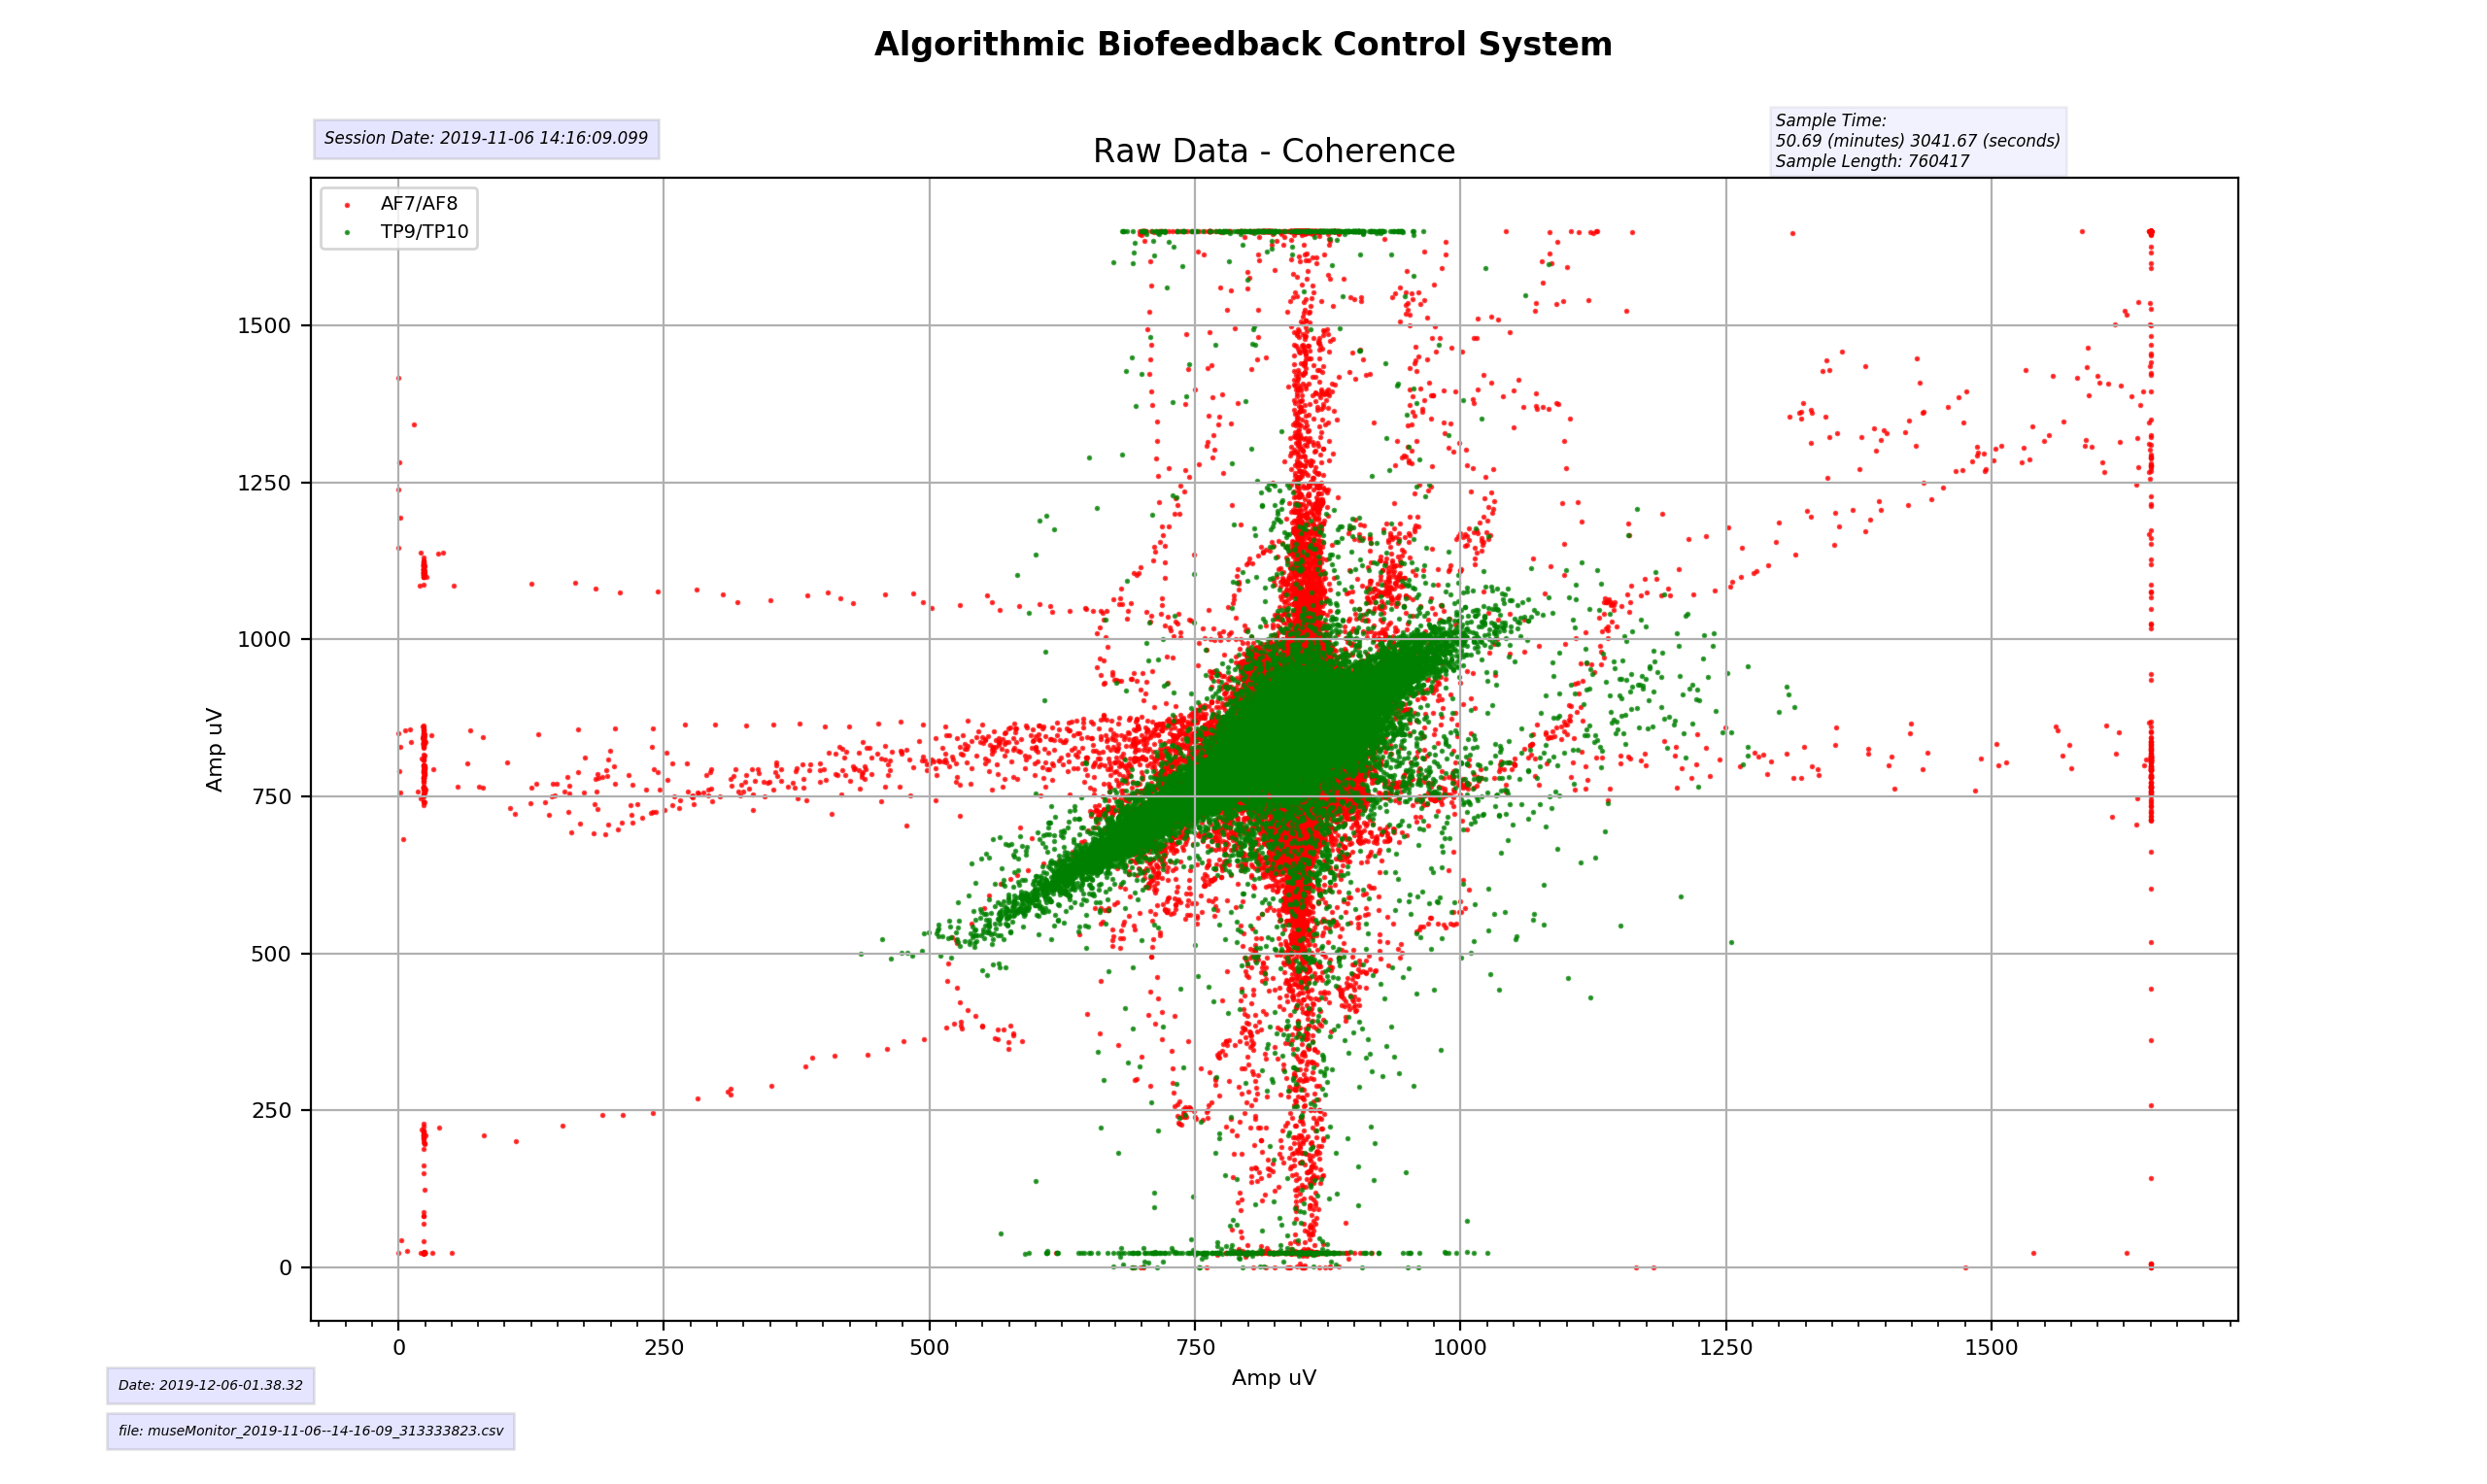 Algorithmic Biofeedback Control System
Session Date: 2019-11-06 14:16:09.099
Sample Time:
50.69 (minutes) 3041.67 (seconds)
Sample Length: 760417
Raw Data - Coherence
AF7/AF8
TP9/TP10
1500
1250
1000
750
500
250
0
Amp uV
0 250 500 750 1000 1250 1500
Amp uV
Date: 2019-12-06-01.38.32
file: museMonitor_2019-11-06--14-16-09_313333823.csv